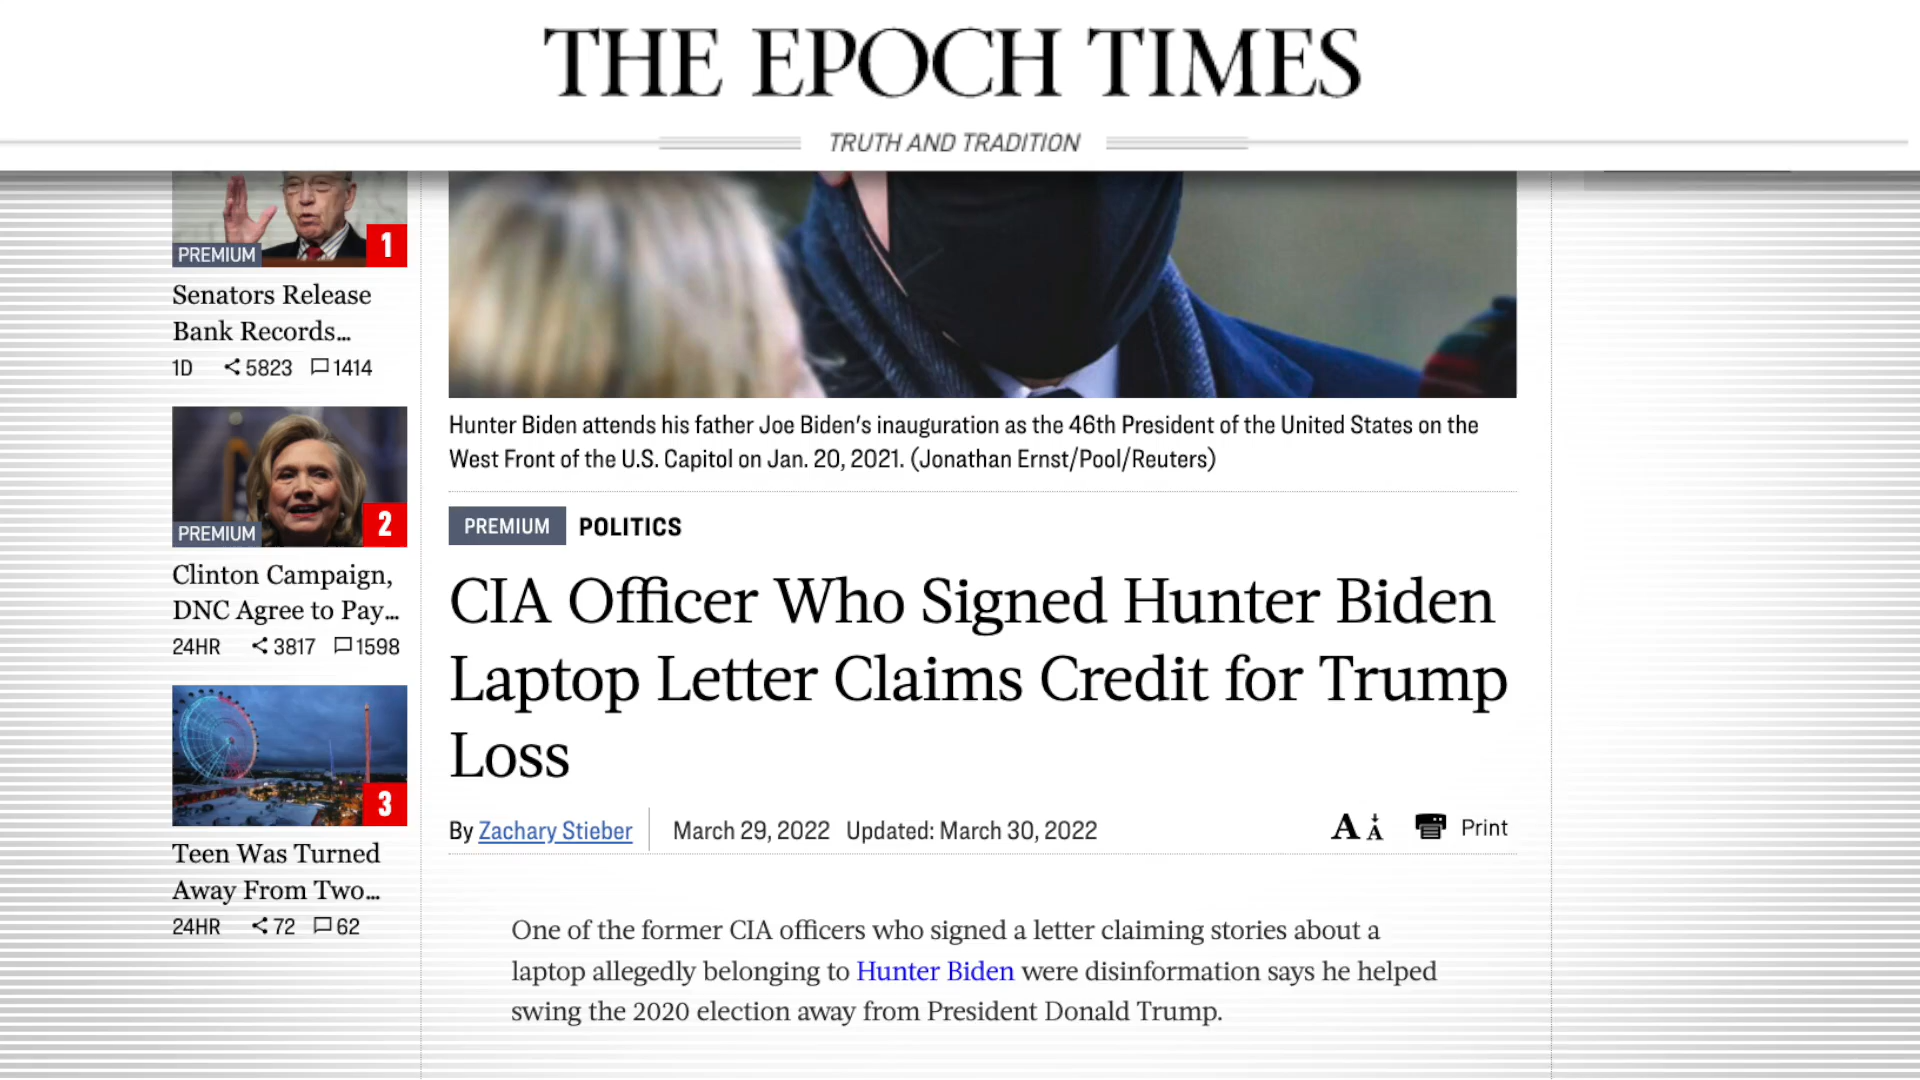 THE EPOCH TIMES
TRUTH AND TRADITION
PREMIUM
1
Senators Release
Bank Records...
1D 5823 1414
PREMIUM
2
Clinton Campaign,
DNC Agree to Pay...
24HR 3817 1598
3
Teen Was Turned
Away From Two...
24HR 72 62
Hunter Biden attends his father Joe Biden's inauguration as the 46th President of the United States on the
West Front of the U.S. Capitol on Jan. 20, 2021. (Jonathan Ernst/Pool/Reuters)
PREMIUM POLITICS
CIA Officer Who Signed Hunter Biden
Laptop Letter Claims Credit for Trump
Loss
By Zachary Stieber March 29, 2022 Updated: March 30, 2022 A A Print
One of the former CIA officers who signed a letter claiming stories about a
laptop allegedly belonging to Hunter Biden were disinformation says he helped
swing the 2020 election away from President Donald Trump.